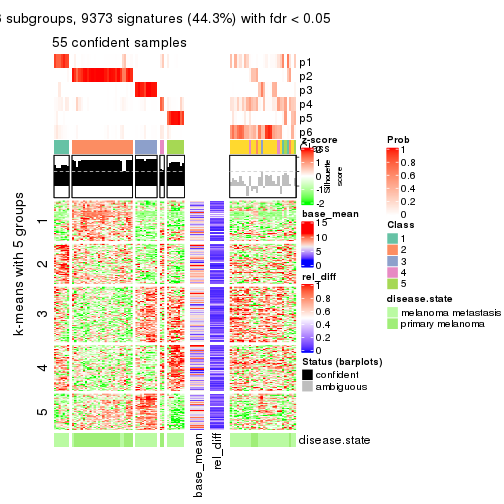 subgroups, 9373 signatures (44.3%) with fdr < 0.05
55 confident samples
p1
p2
p3
p4
p5
p6
Class
z-score
2
1
0
-1
-2
Silhouette
score
base_mean
15
10
5
0
rel_diff
1
0.8
0.6
0.4
0.2
0
Status (barplots)
confident
ambiguous
Prob
1
0.8
0.6
0.4
0.2
0
Class
1
2
3
4
5
disease.state
melanoma metastasis
primary melanoma
k-means with 5 groups
1
2
3
4
5
disease.state
base_mean
rel_diff